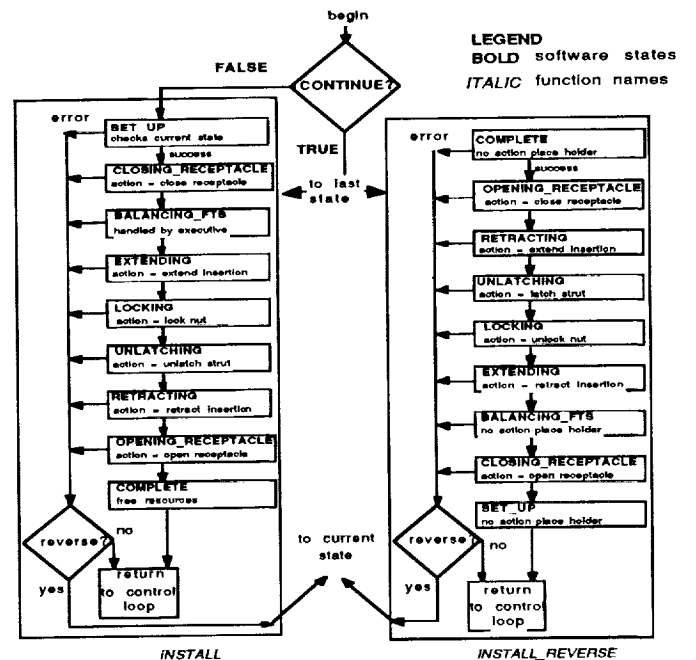 begin
LEGEND
BOLD software states
ITALIC function names
FALSE
CONTINUE?
TRUE
to last
state
error
SET_UP
checks current state
success
CLOSING_RECEPTACLE
action = close receptacle
BALANCING_FTS
handled by executive
EXTENDING
action = extend insertion
LOCKING
action = lock nut
UNLATCHING
action = unlatch strut
RETRACTING
action = retract insertion
OPENING_RECEPTACLE
action = open receptacle
COMPLETE
free resources
reverse?
no
yes
return
to control
loop
INSTALL
to current
state
error
COMPLETE
no action place holder
success
OPENING_RECEPTACLE
action = close receptacle
RETRACTING
action = extend insertion
UNLATCHING
action = latch strut
LOCKING
action = unlock nut
EXTENDING
action = retract insertion
BALANCING_FTS
no action place holder
CLOSING_RECEPTACLE
action = open receptacle
SET_UP
no action place holder
reverse?
no
yes
return
to control
loop
INSTALL_REVERSE